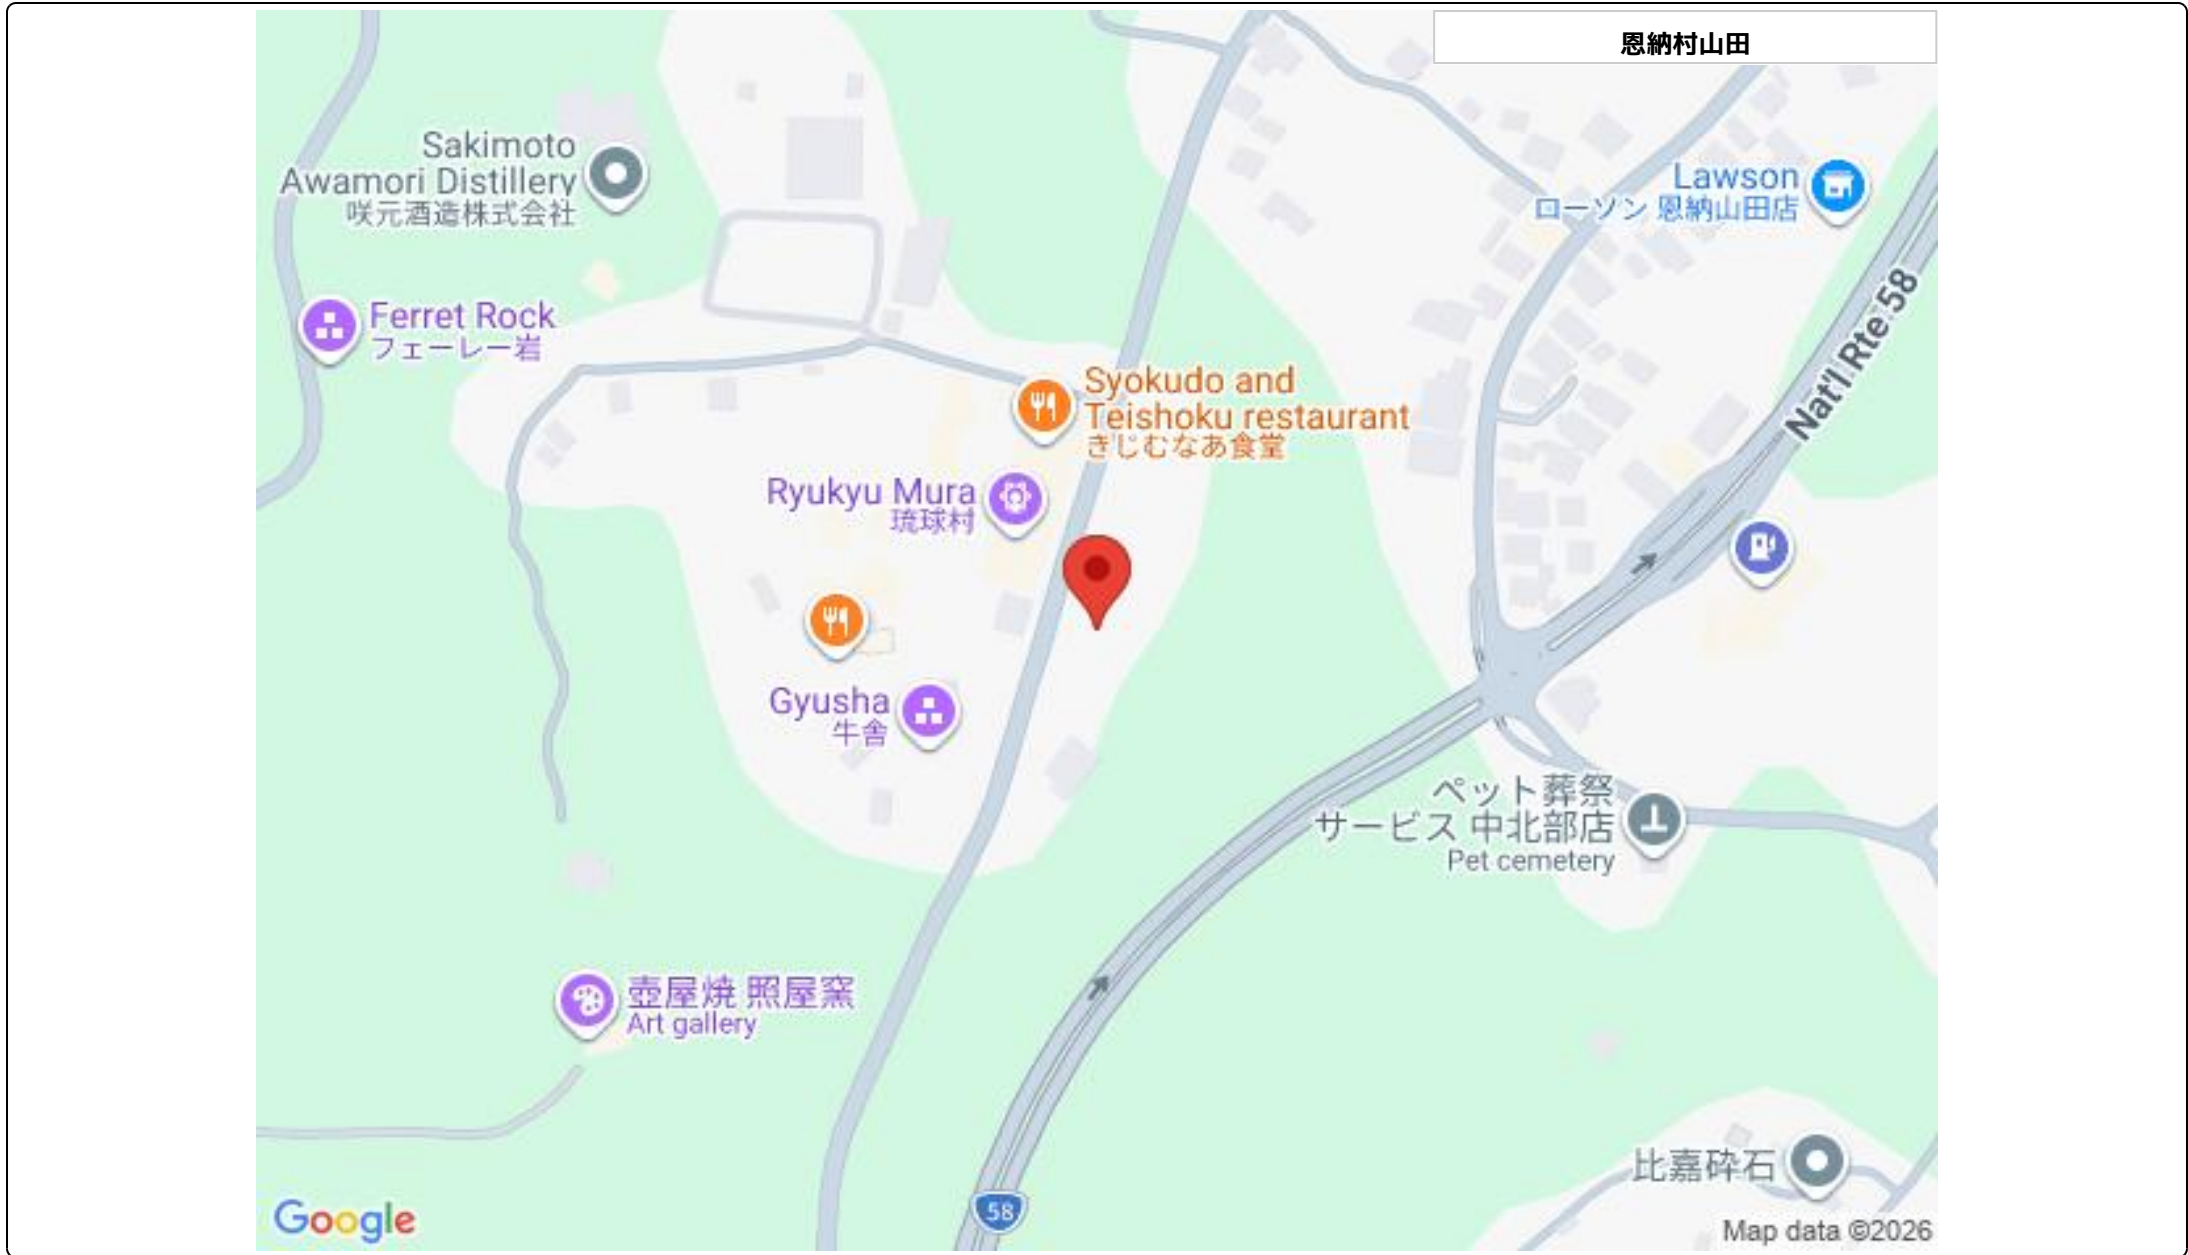 恩納村山田
Sakimoto
Awamori Distillery
咲元酒造株式会社
Lawson
ローソン 恩納山田店
Ferret Rock
フェーレー岩
Nat'l Rte 58
Syokudo and
Teishoku restaurant
きじむなあ食堂
Ryukyu Mura
琉球村
Gyusha
牛舎
ペット葬祭
サービス 中北部店
Pet cemetery
壺屋焼 照屋窯
Art gallery
比嘉砕石
58
Google
Map data ©2026